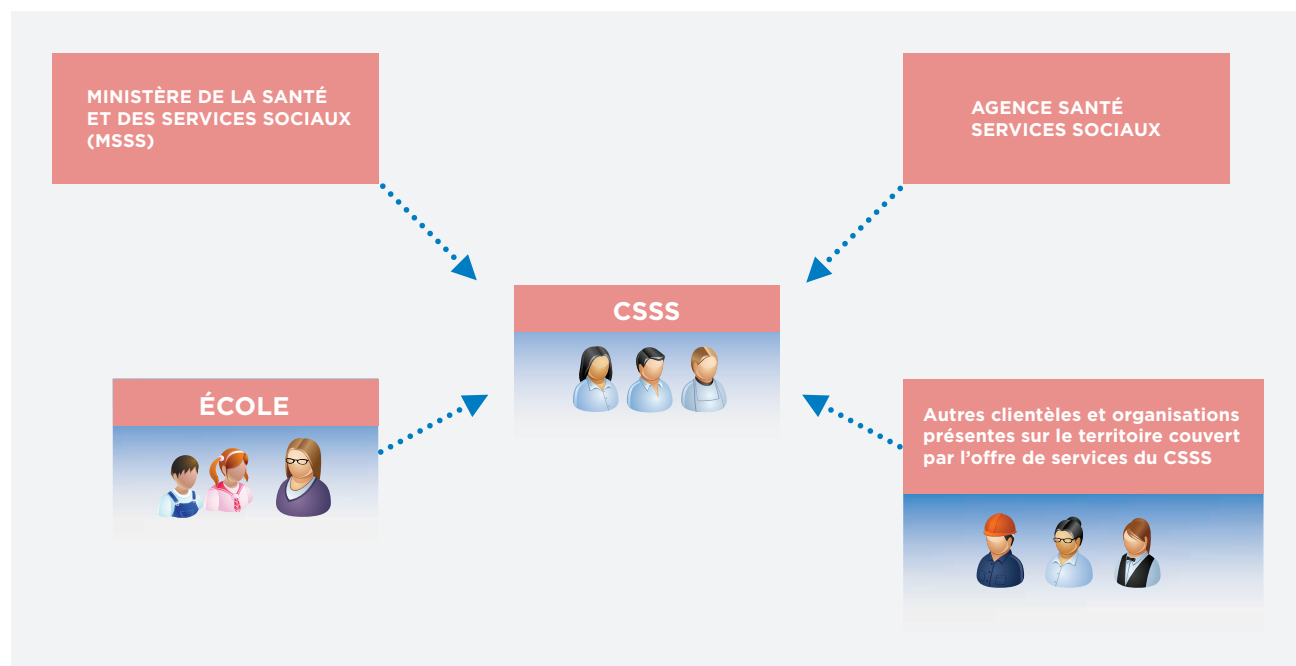 MINISTÈRE DE LA SANTÉ
ET DES SERVICES SOCIAUX
(MSSS)
AGENCE SANTÉ
SERVICES SOCIAUX
CSSS
ÉCOLE
Autres clientèles et organisations
présentes sur le territoire couvert
par l'offre de services du CSSS